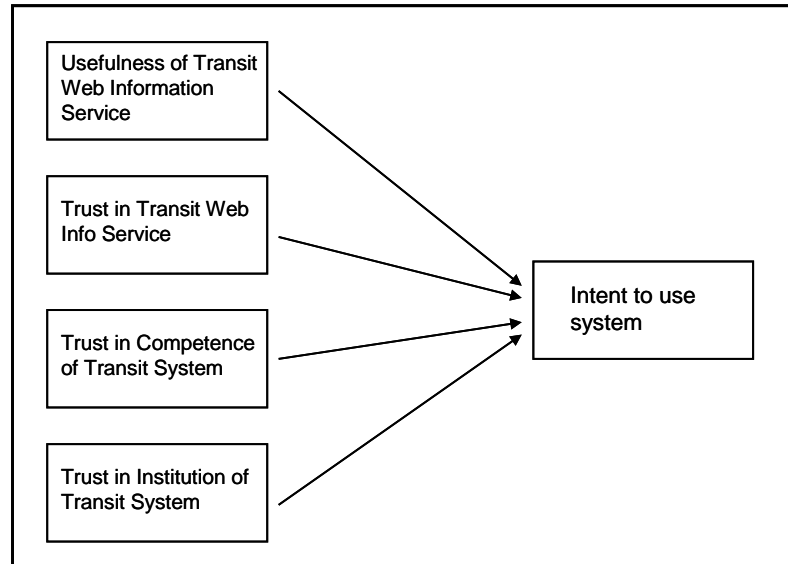 Usefulness of Transit
Web Information
Service
Trust in Transit Web
Info Service
Trust in Competence
of Transit System
Trust in Institution of
Transit System
Intent to use
system